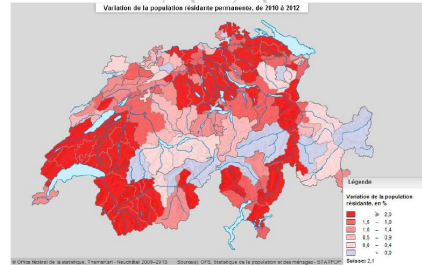 Variation de la population résidante permanente, de 2010 à 2012
Légende
Variation de la population
résidante, en %
≥ 2,0
1,5 – 1,9
1,0 – 1,4
0,5 – 0,9
0,0 – 0,4
< 0,0
Suisse: 2,1
© Office fédéral de la statistique, ThemaKart - Neuchâtel 2009–2013
Source(s): OFS, Statistique de la population et des ménages - STATPOP